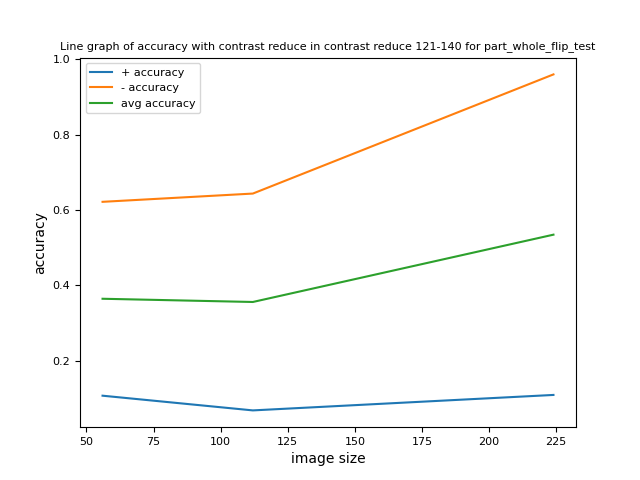 Line graph of accuracy with contrast reduce in contrast reduce 121-140 for part_whole_flip_test
+ accuracy
- accuracy
avg accuracy
1.0
0.8
0.6
0.4
0.2
accuracy
50 75 100 125 150 175 200 225
image size